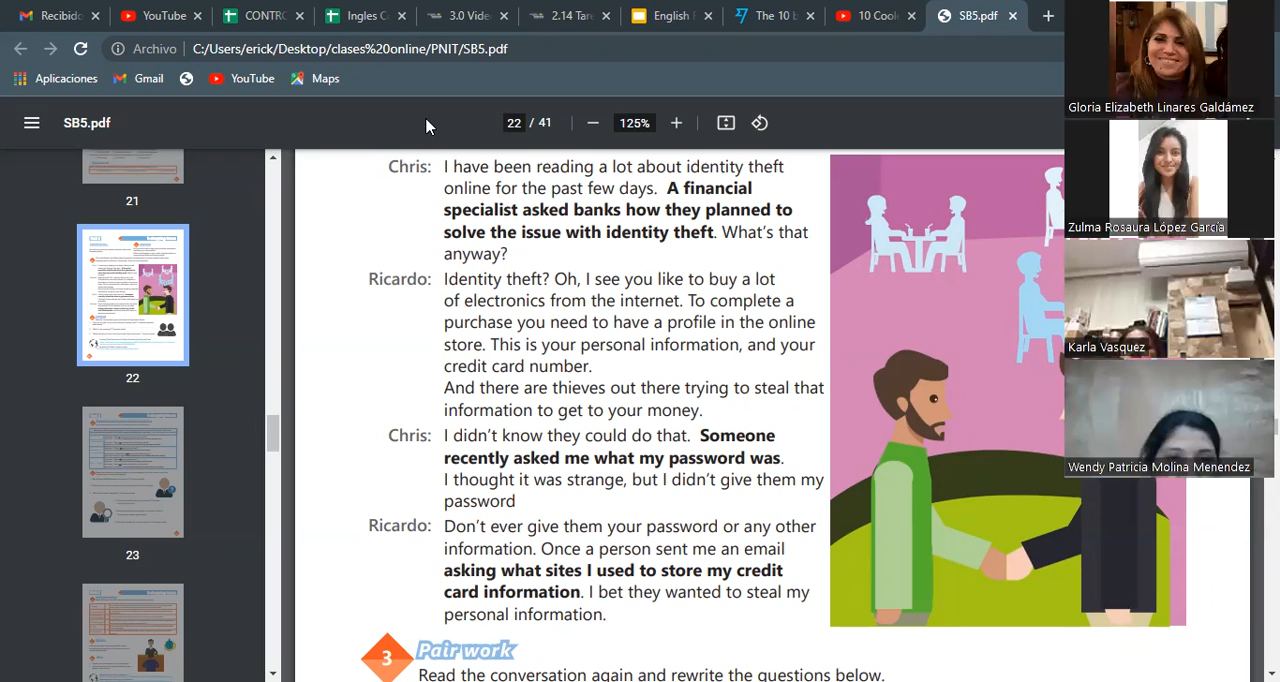 Recibido
YouTube
CONTRO
Ingles C
3.0 Vide
2.14 Tar
English F
The 10 b
10 Cool
SB5.pdf
Archivo
C:/Users/erick/Desktop/clases%20online/PNIT/SB5.pdf
Aplicaciones
Gmail
YouTube
Maps
SB5.pdf
22 / 41
125%
21
22
23
Chris: I have been reading a lot about identity theft
online for the past few days. A financial
specialist asked banks how they planned to
solve the issue with identity theft. What's that
anyway?
Ricardo: Identity theft Oh, I see you like to buy a lot
of electronics from the internet. To complete a
purchase you need to have a profile in the online
store. This is your personal information, and your
credit card number.
And there are thieves out there trying to steal that
information to get to your money.
Chris: I didn't know they could do that. Someone
recently asked me what my password was.
I thought it was strange, but I didn't give them my
password
Ricardo: Don't ever give them your password or any other
information. Once a person sent me an email
asking what sites I used to store my credit
card information. I bet they wanted to steal my
personal information.
3 Pair work
Read the conversation again and rewrite the questions below.
Gloria Elizabeth Linares Galdámez
Zulma Rosaura López García
Karla Vasquez
Wendy Patricia Molina Menendez